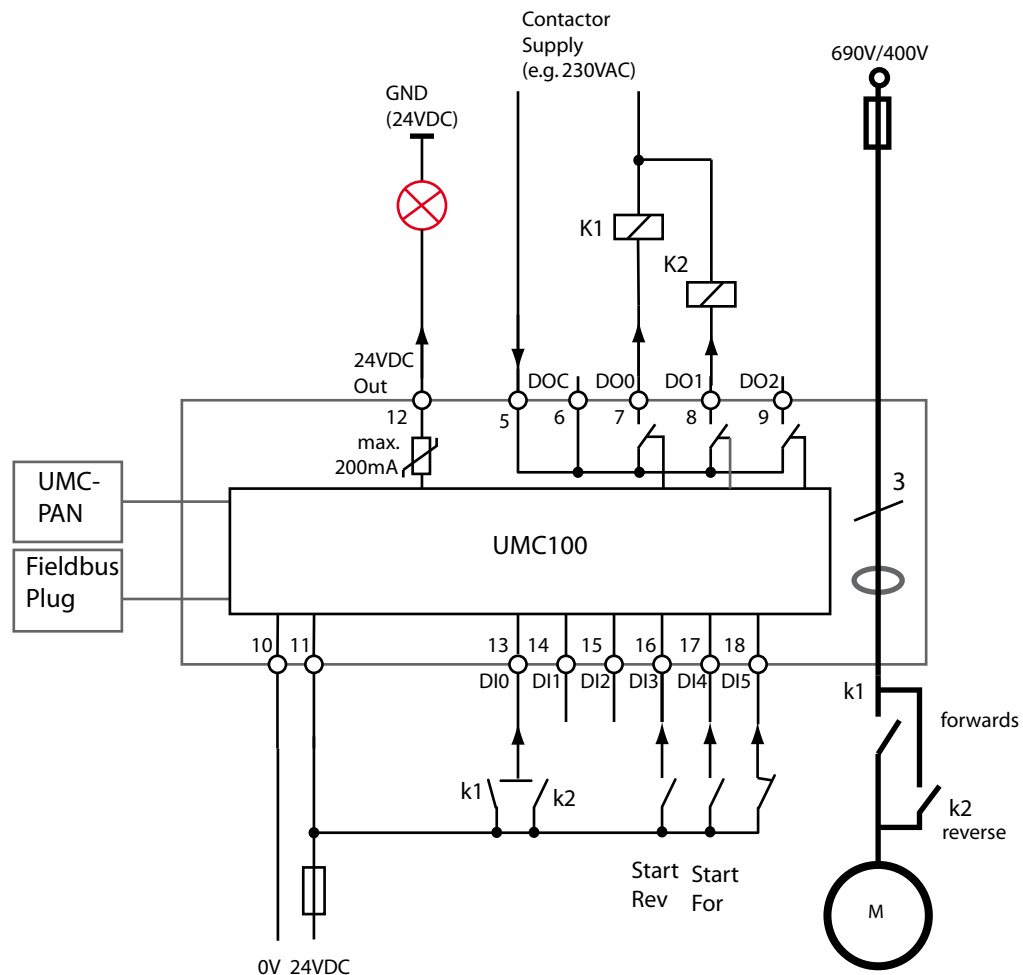 Contactor
Supply
(e.g. 230VAC)
690V/400V
GND
(24VDC)
K1
K2
24VDC
Out
DOC
DO0
DO1
DO2
12
5
6
7
8
9
max.
200mA
UMC-
PAN
3
UMC100
Fieldbus
Plug
10
11
13
14
15
16
17
18
DI0
DI1
DI2
DI3
DI4
DI5
k1
forwards
k1
k2
k2
reverse
Start
Rev
Start
For
M
0V
24VDC